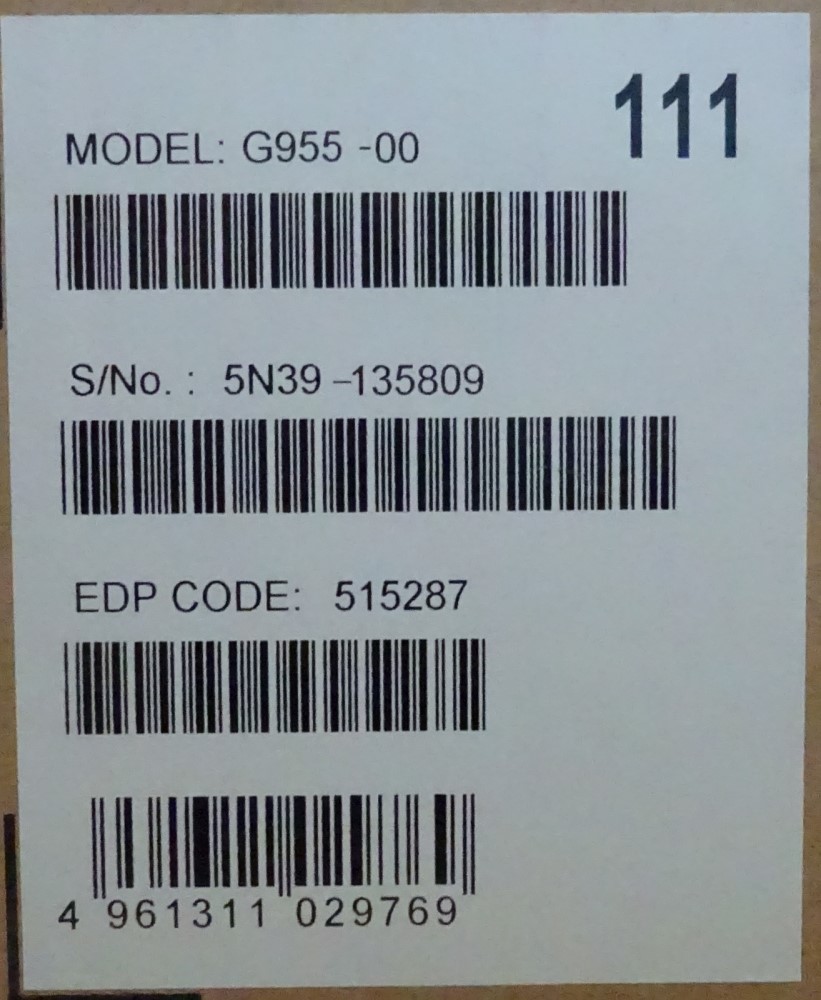 111
MODEL: G955 -00
S/No. : 5N39 -135809
EDP CODE: 515287
4 961311 029769